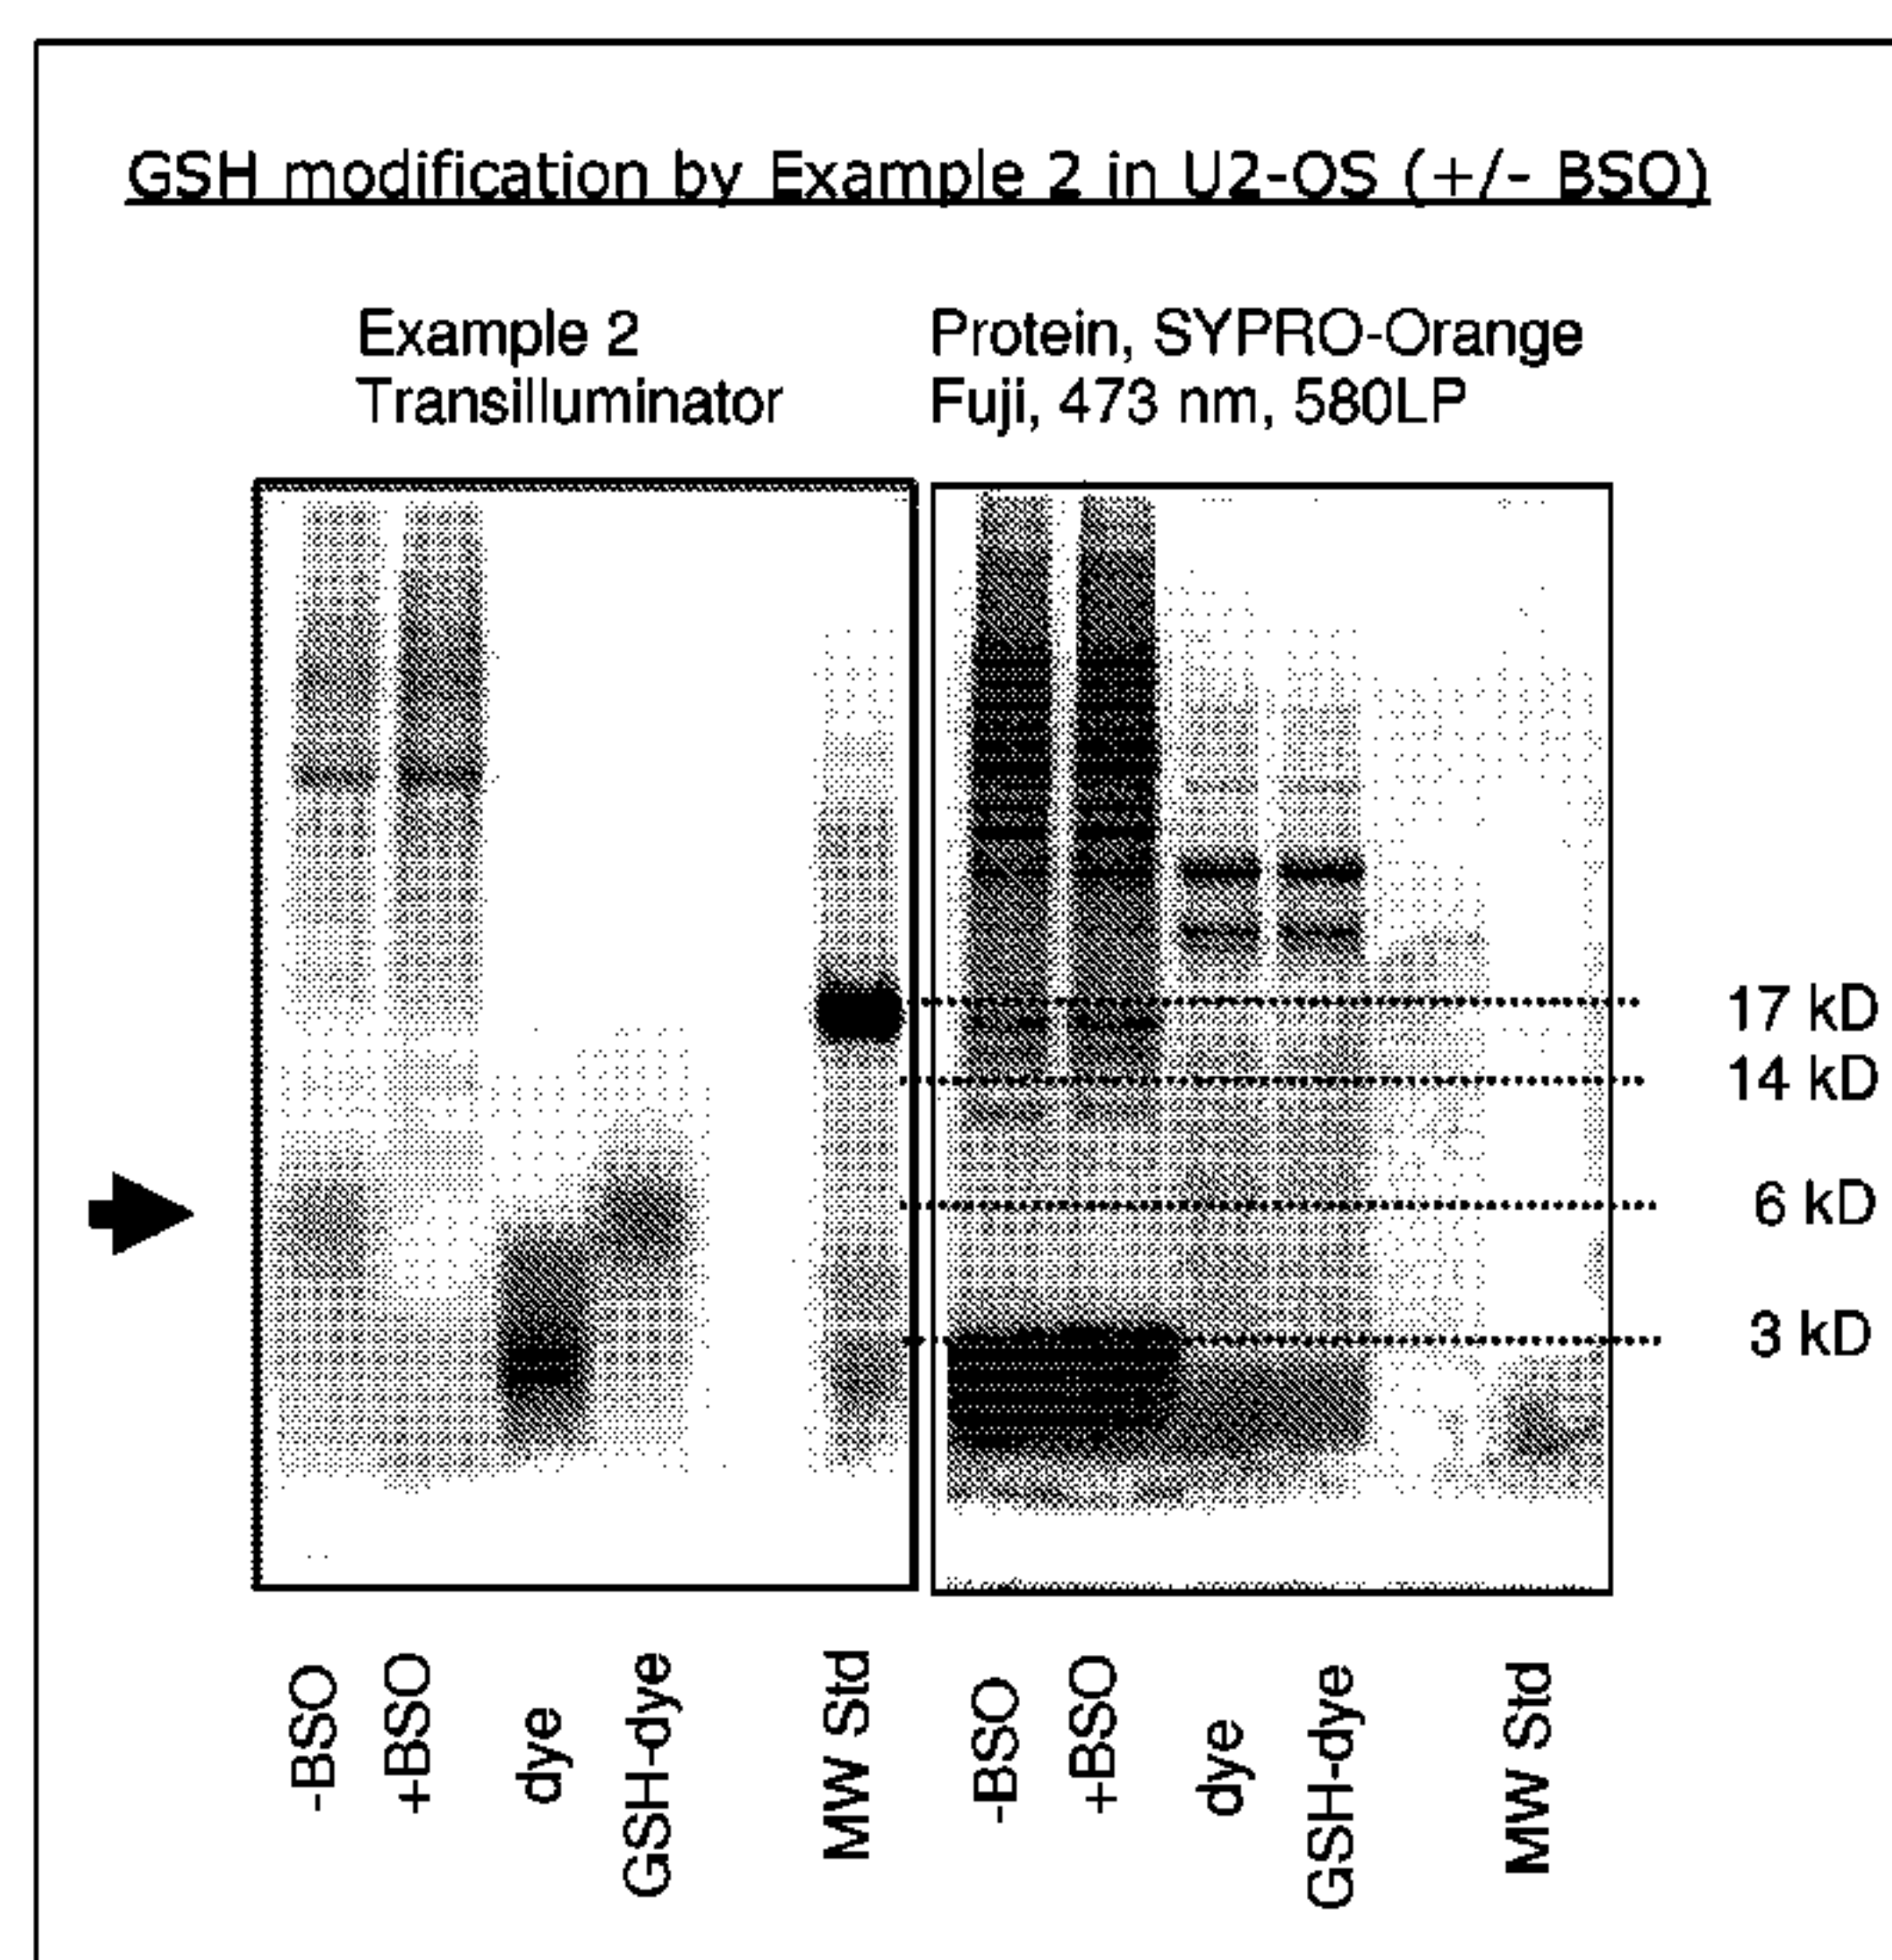 GSH modification by Example 2 in U2-OS (+/- BSO)
Example 2
Transilluminator
Protein, SYPRO-Orange
Fuji, 473 nm, 580LP
17 kD
14 kD
6 kD
3 kD
-BSO
+BSO
dye
GSH-dye
MW Std
-BSO
+BSO
dye
GSH-dye
MW Std